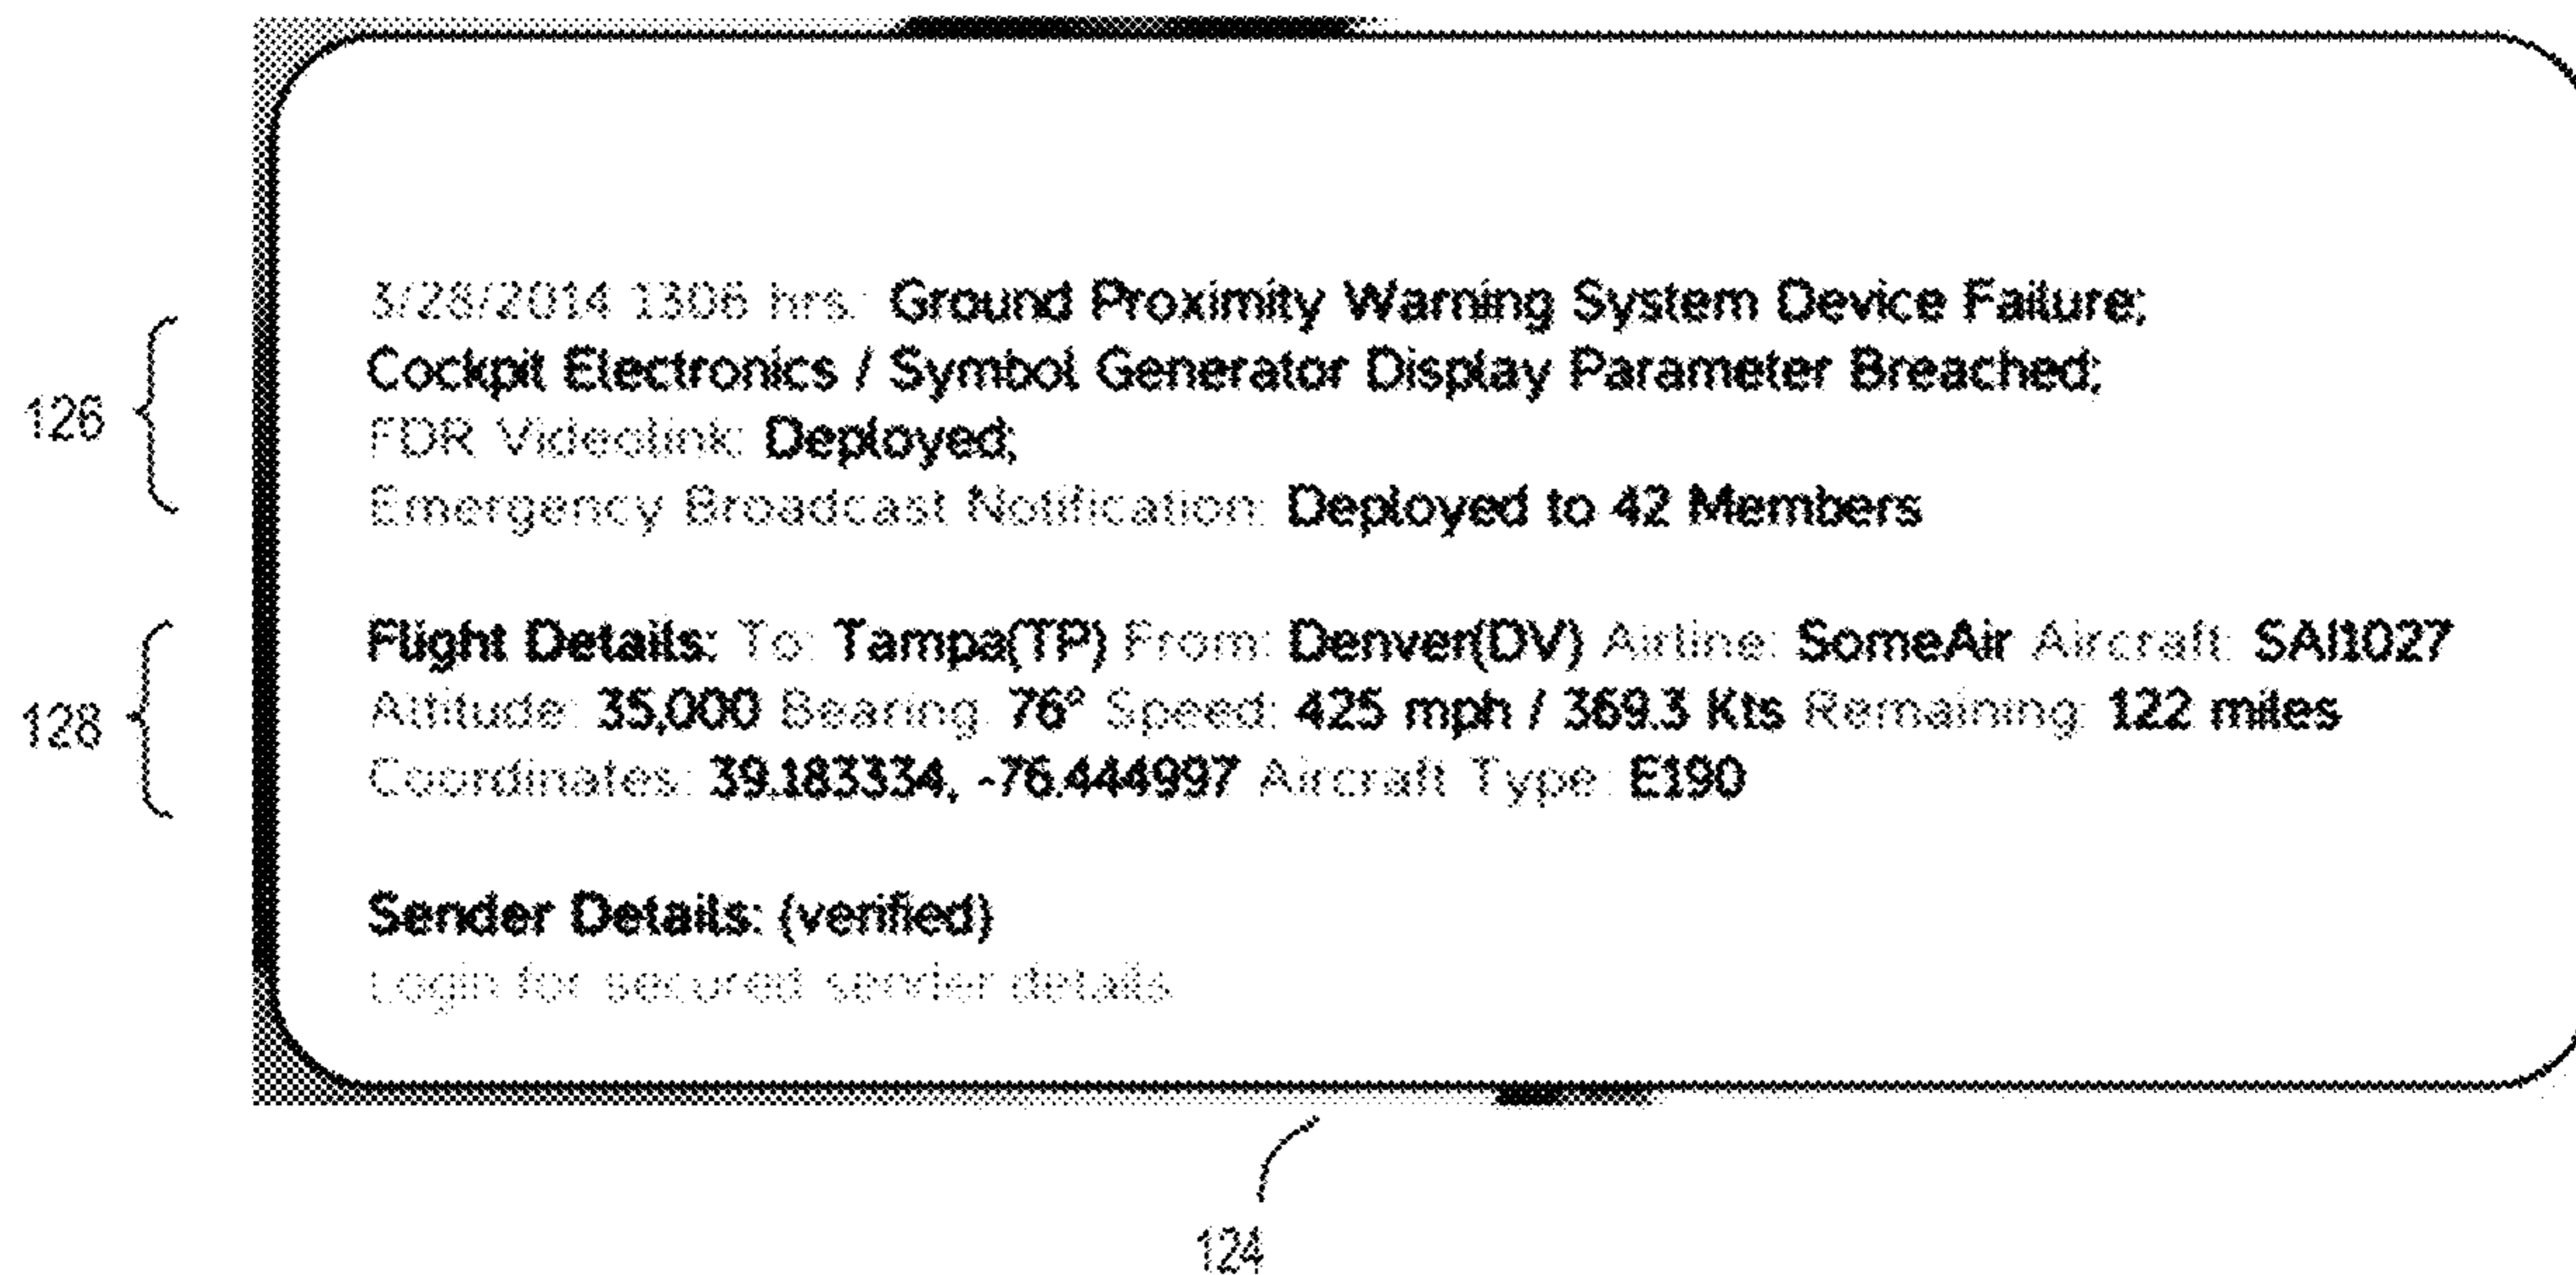 3/28/2014 1306 hrs.: Ground Proximity Warning System Device Failure;
Cockpit Electronics / Symbol Generator Display Parameter Breached;
126
FDR Videolink: Deployed;
Emergency Broadcast Notification: Deployed to 42 Members
Flight Details: To: Tampa(TP) From: Denver(DV) Airline: SomeAir Aircraft: SAI1027
128
Altitude: 35,000 Bearing: 76° Speed: 425 mph / 369.3 Kts Remaining: 122 miles
Coordinates: 39.183334, -76.444997 Aircraft Type: E190
Sender Details: (verified)
Login for secured sender details
124